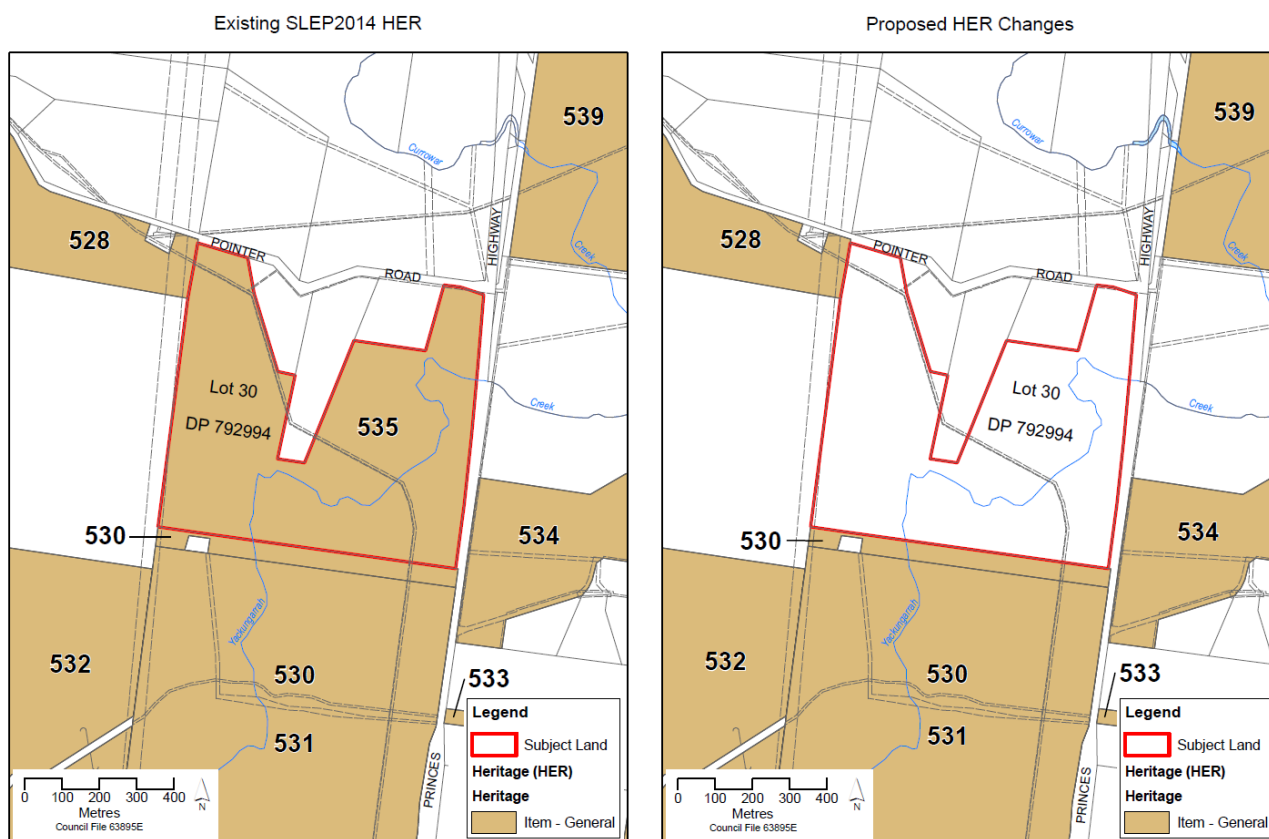 Existing SLEP2014 HER
539
Currowar
Creek
528
POINTER
ROAD
HIGHWAY
Lot 30
DP 792994
535
Creek
530
534
Yackungarrah
532
530
533
531
PRINCES
Legend
Subject Land
Heritage (HER)
Heritage
Item - General
0 100 200 300 400
Metres
Council File 63895E
N
Proposed HER Changes
539
Currowar
Creek
528
POINTER
ROAD
HIGHWAY
Lot 30
DP 792994
Creek
530
534
Yackungarrah
532
530
533
531
PRINCES
Legend
Subject Land
Heritage (HER)
Heritage
Item - General
0 100 200 300 400
Metres
Council File 63895E
N